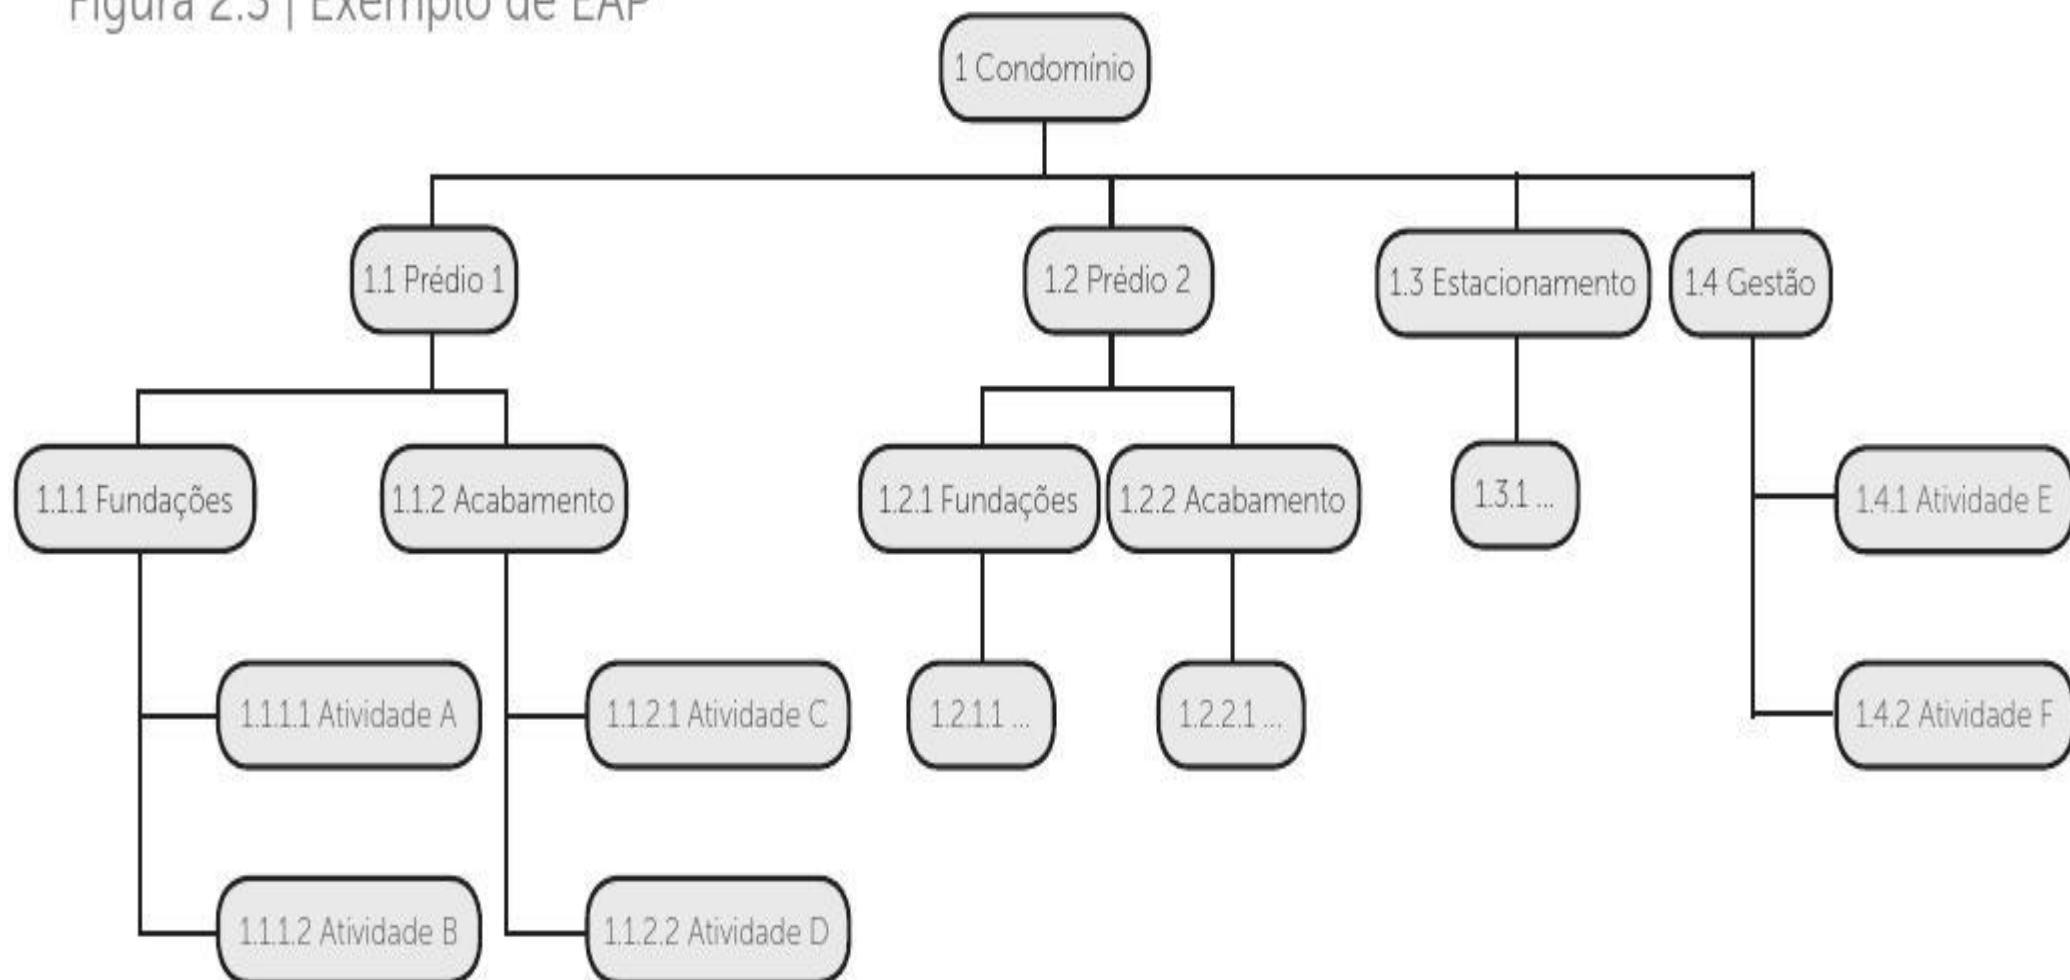 Figura 2.3 | Exemplo de EAP
1 Condomínio
1.1 Prédio 1
1.2 Prédio 2
1.3 Estacionamento
1.4 Gestão
1.1.1 Fundações
1.1.2 Acabamento
1.2.1 Fundações
1.2.2 Acabamento
1.3.1 ...
1.4.1 Atividade E
1.1.1.1 Atividade A
1.1.2.1 Atividade C
1.2.1.1 ...
1.2.2.1 ...
1.4.2 Atividade F
1.1.1.2 Atividade B
1.1.2.2 Atividade D